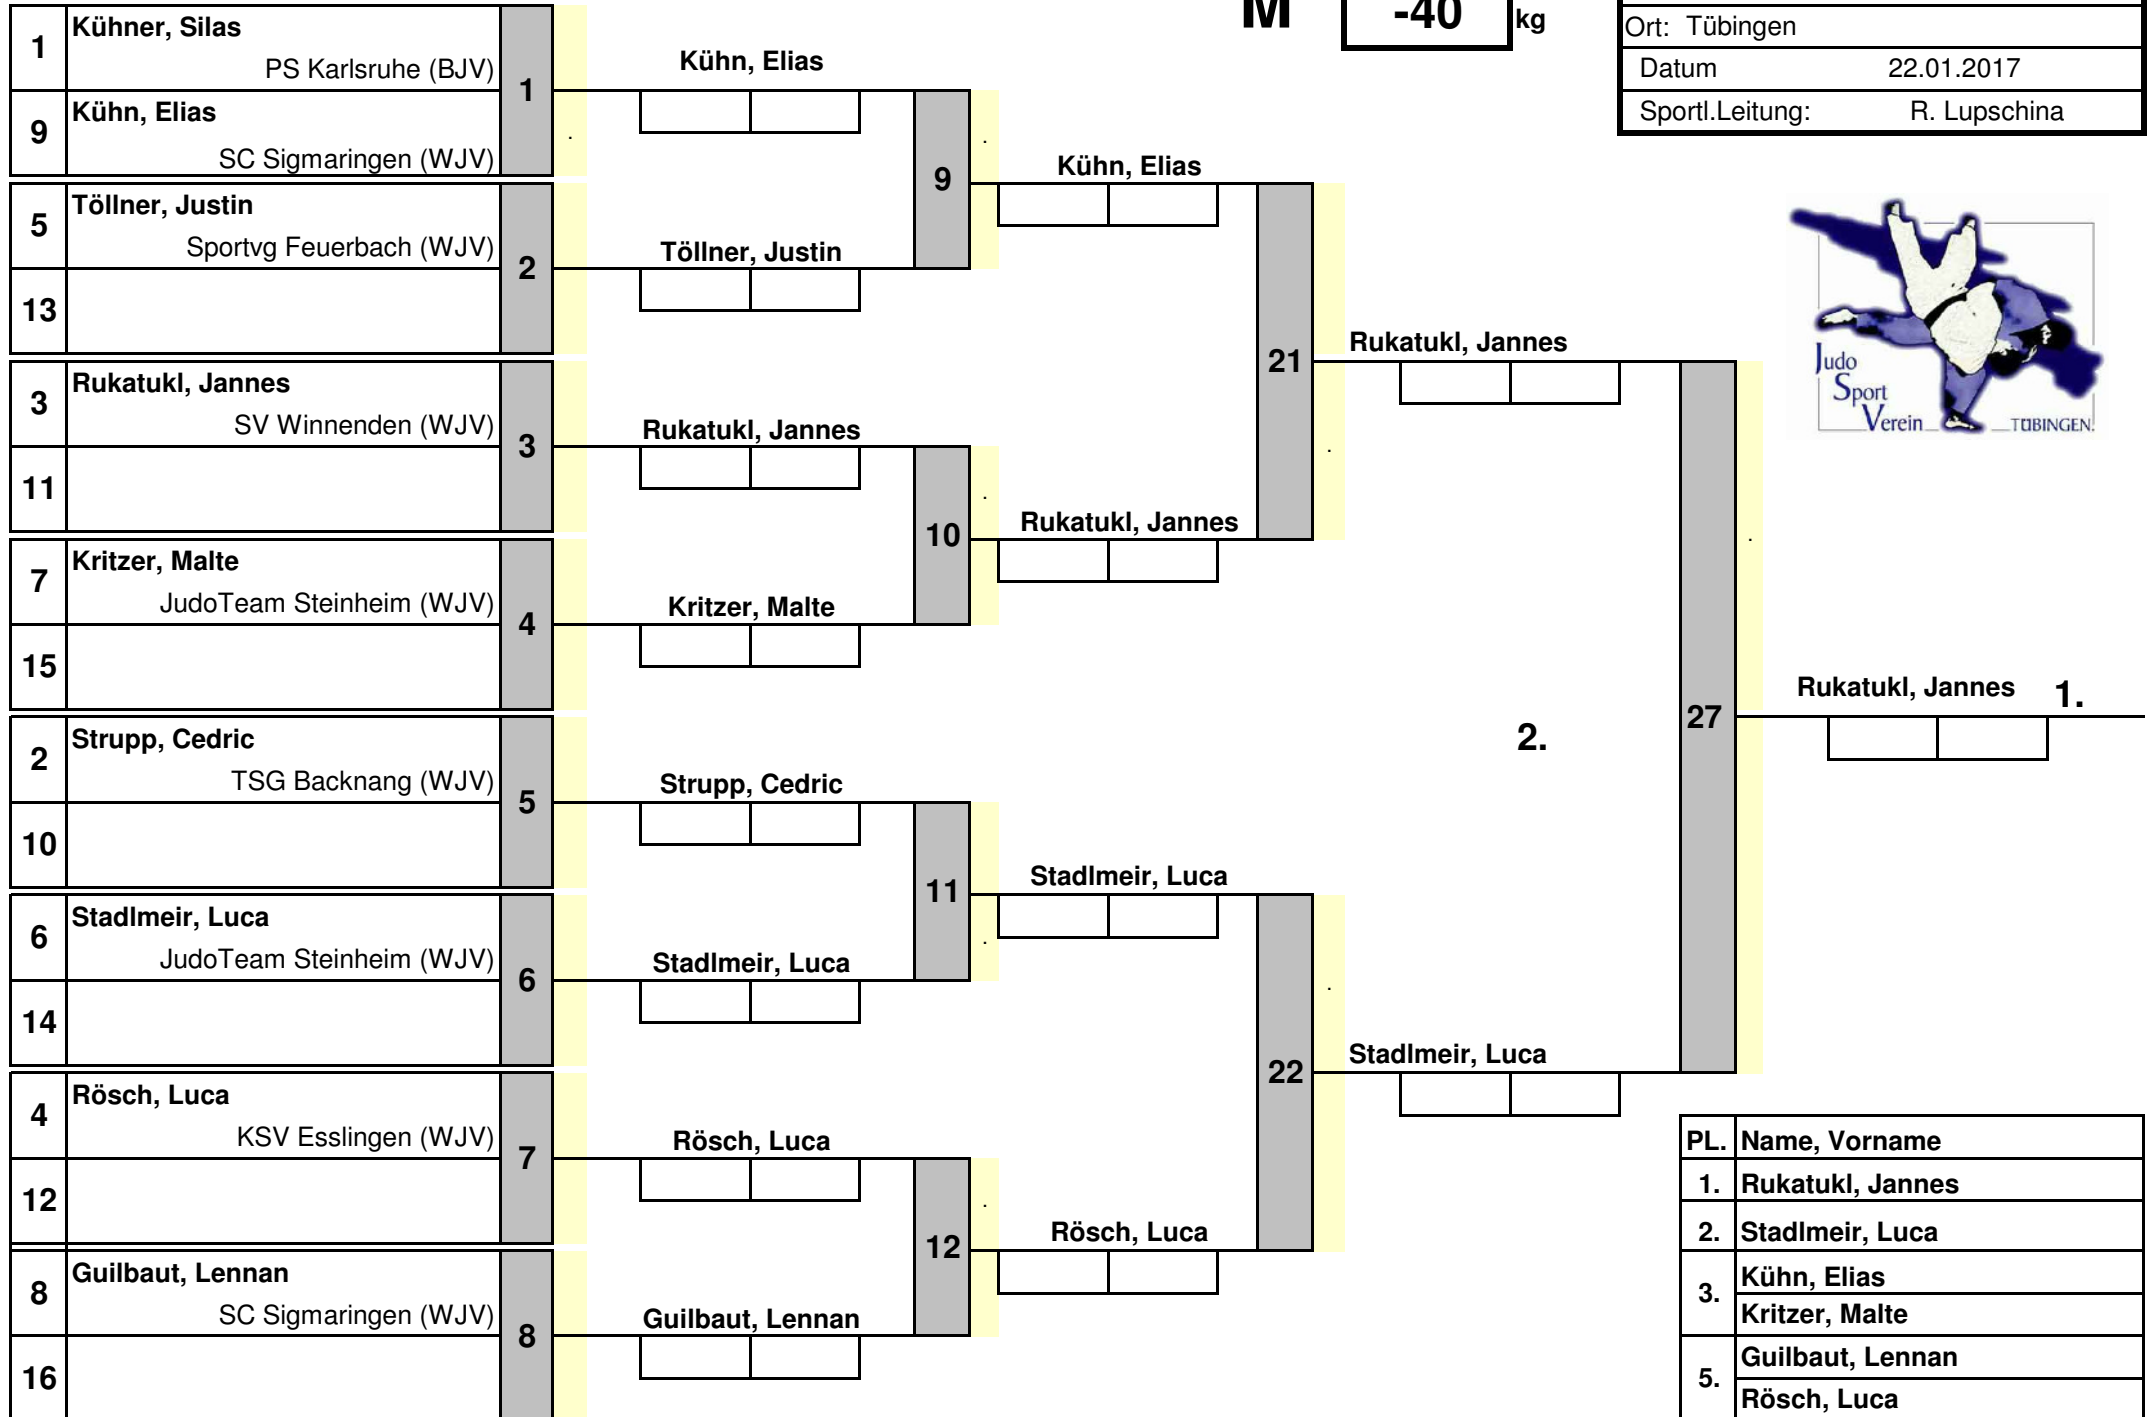 M -40 kg
Ort: Tübingen
Datum 22.01.2017
Sportl.Leitung: R. Lupschina
1 Kühner, Silas
PS Karlsruhe (BJV)
1
9 Kühn, Elias
SC Sigmaringen (WJV)
5 Töllner, Justin
Sportvg Feuerbach (WJV)
2
13
3 Rukatukl, Jannes
SV Winnenden (WJV)
3
11
7 Kritzer, Malte
JudoTeam Steinheim (WJV)
4
15
2 Strupp, Cedric
TSG Backnang (WJV)
5
10
6 Stadlmeir, Luca
JudoTeam Steinheim (WJV)
6
14
4 Rösch, Luca
KSV Esslingen (WJV)
7
12
8 Guilbaut, Lennan
SC Sigmaringen (WJV)
8
16
Kühn, Elias
9
Töllner, Justin
Rukatukl, Jannes
10
Kritzer, Malte
Strupp, Cedric
11
Stadlmeir, Luca
Rösch, Luca
12
Guilbaut, Lennan
Kühn, Elias
21
Rukatukl, Jannes
Stadlmeir, Luca
22
Rösch, Luca
Rukatukl, Jannes
2.
27
Stadlmeir, Luca
Rukatukl, Jannes 1.
Judo
Sport
Verein TÜBINGEN
PL. Name, Vorname
1. Rukatukl, Jannes
2. Stadlmeir, Luca
3. Kühn, Elias
Kritzer, Malte
5. Guilbaut, Lennan
Rösch, Luca